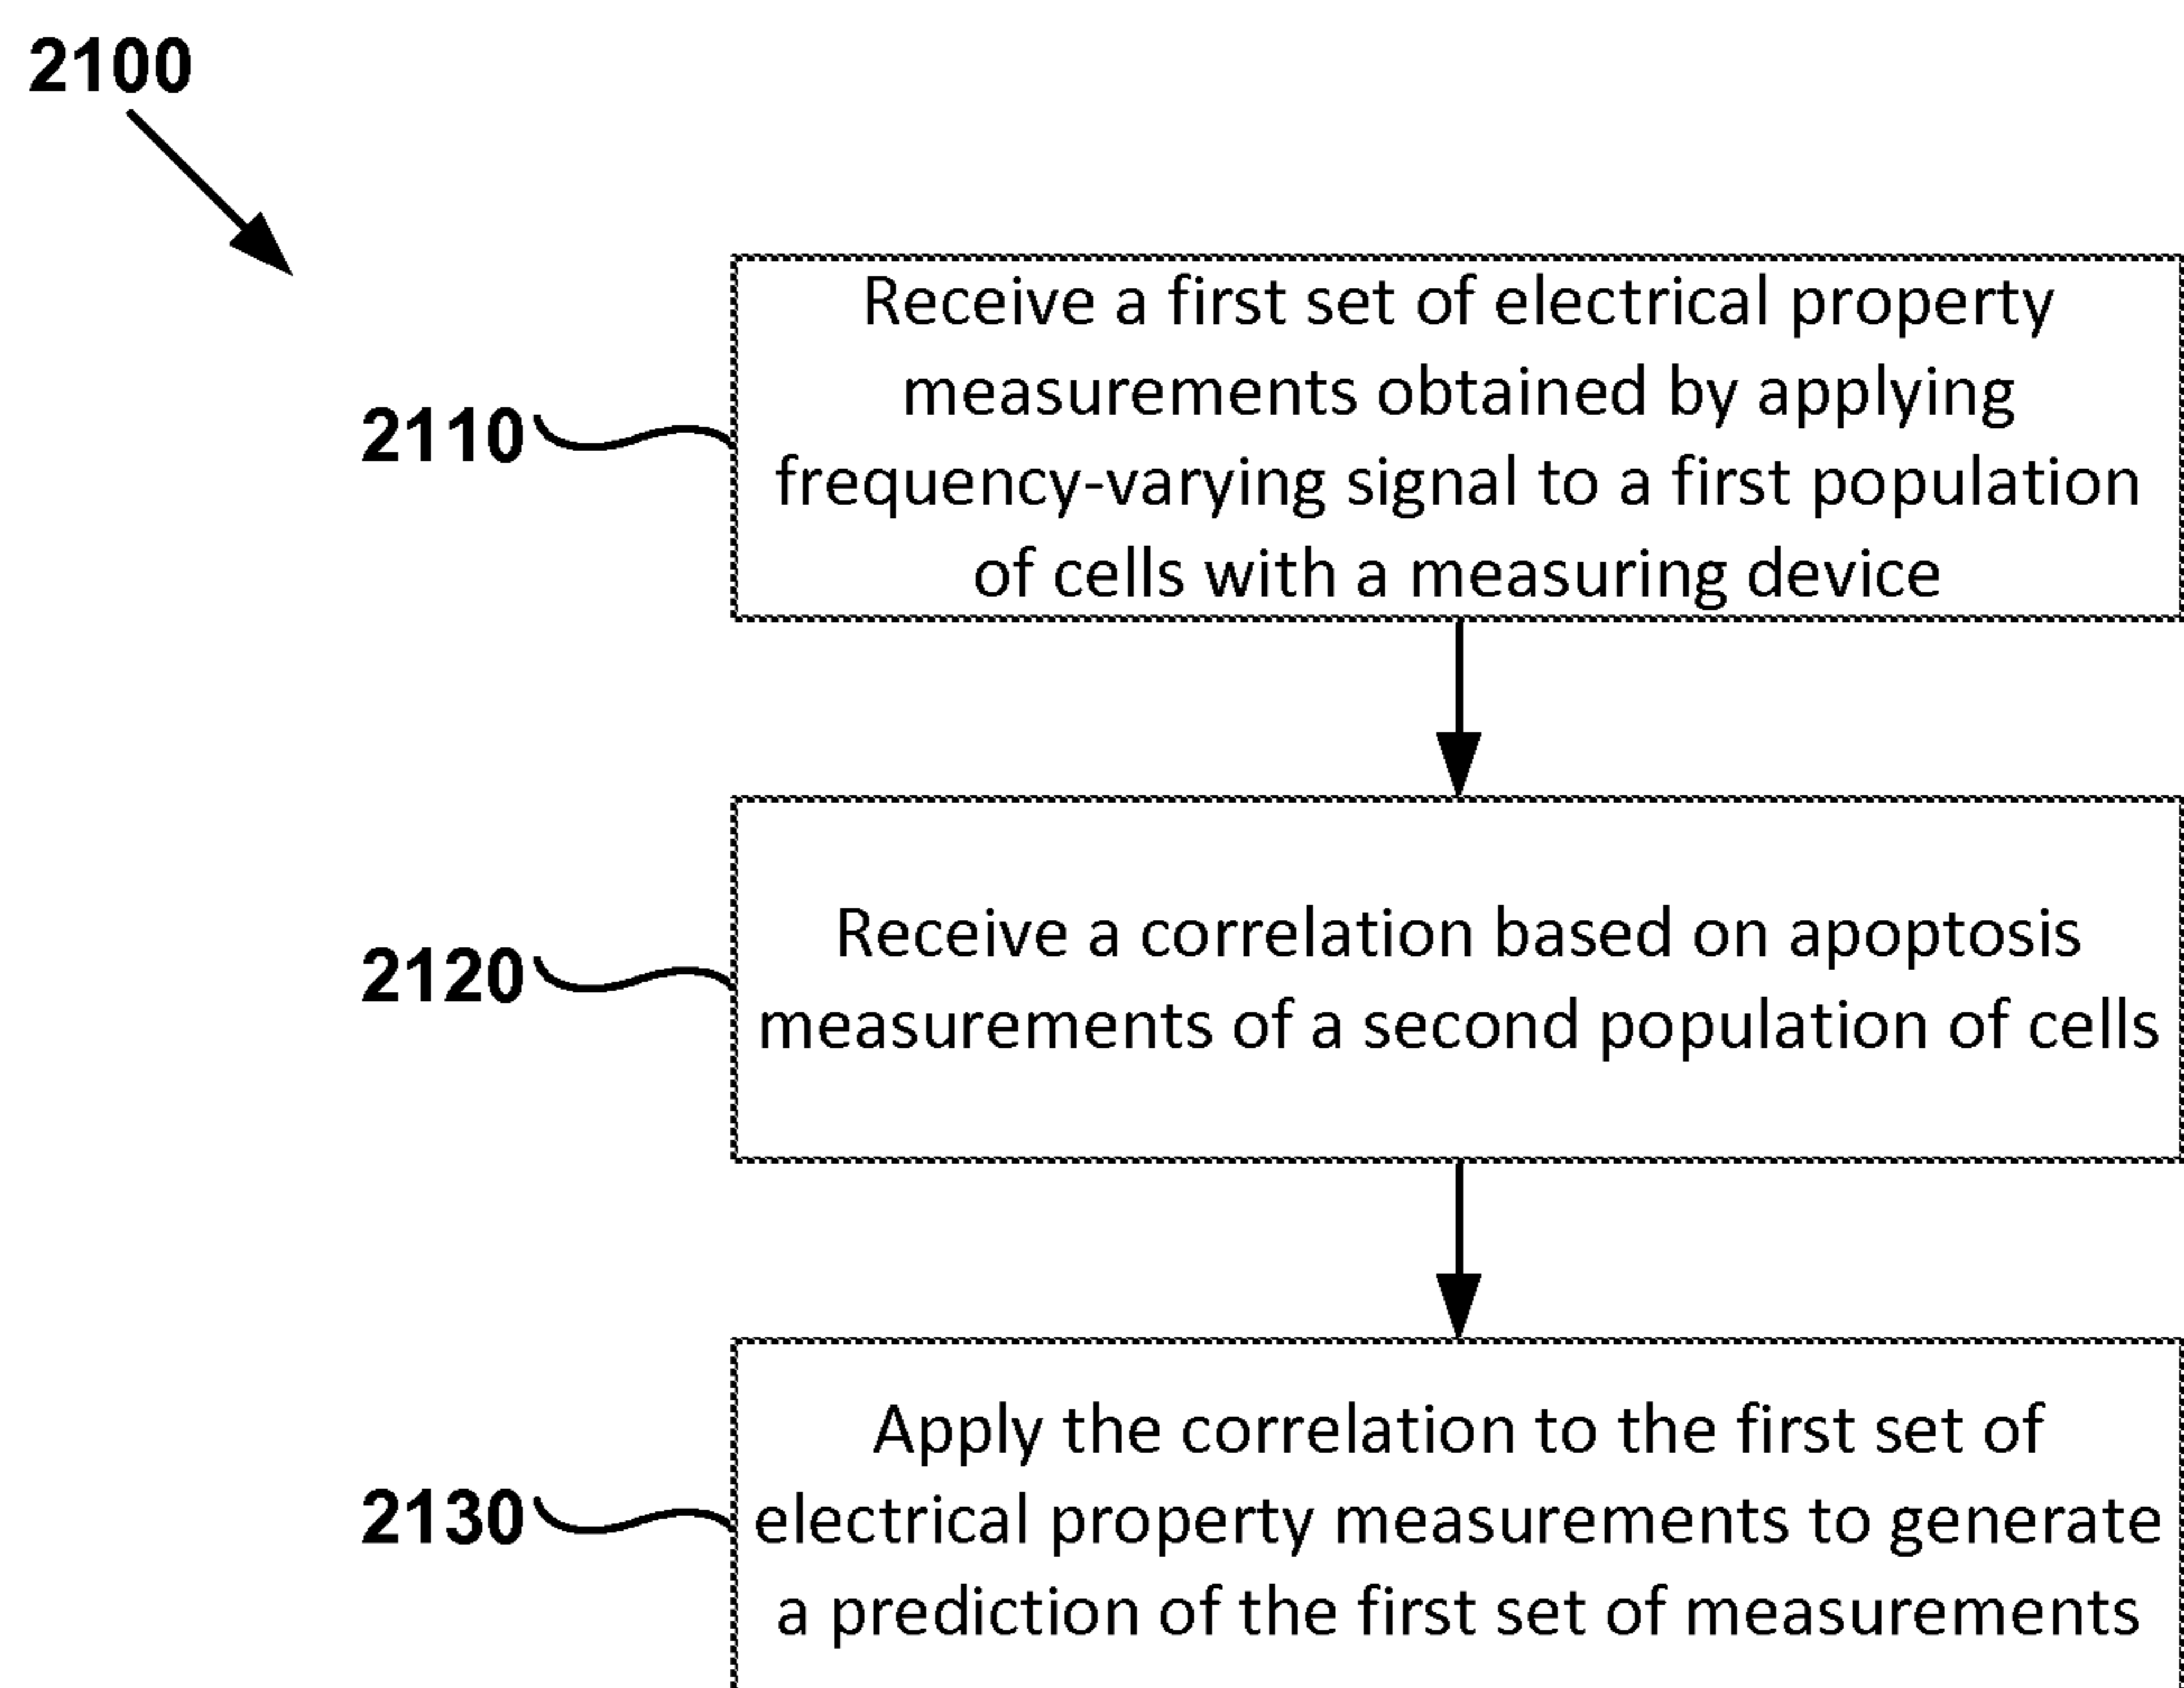 2100
Receive a first set of electrical property
measurements obtained by applying
2110
frequency-varying signal to a first population
of cells with a measuring device
Receive a correlation based on apoptosis
2120
measurements of a second population of cells
Apply the correlation to the first set of
2130
electrical property measurements to generate
a prediction of the first set of measurements